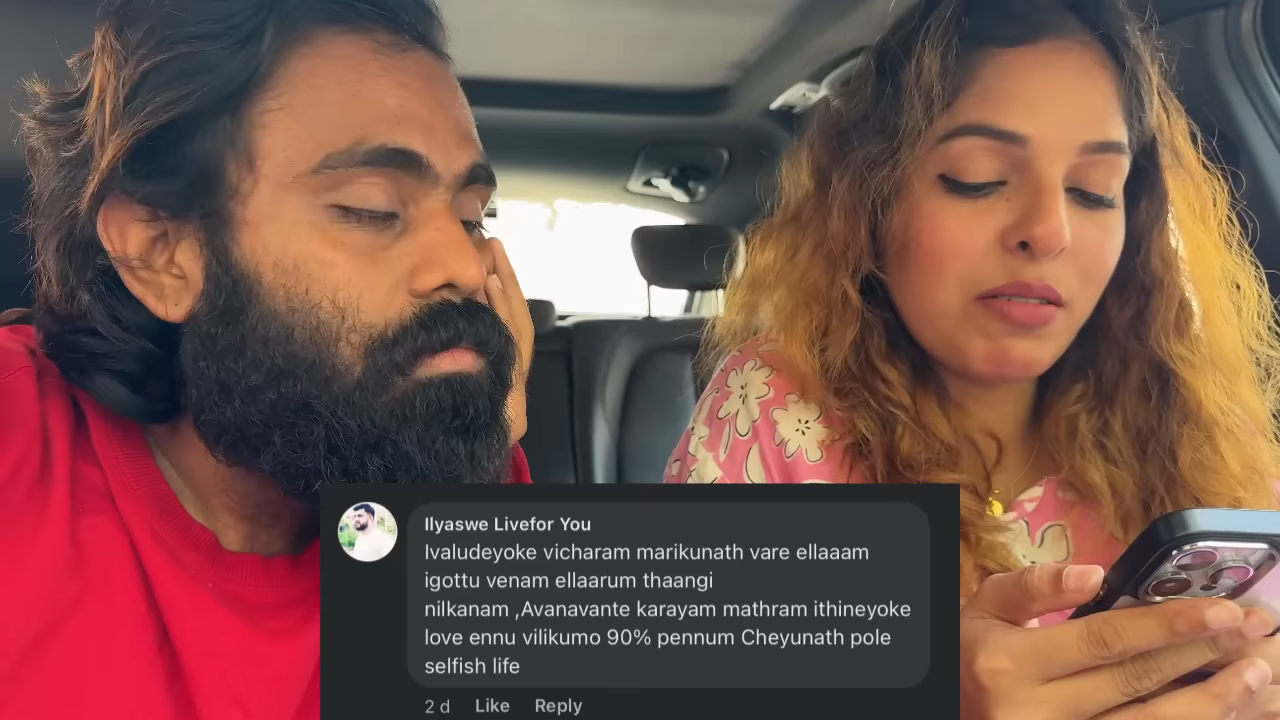 Ilyaswe Livefor You
Ivaludeyoke vicharam marikunath vare ellaaam
igottu venam ellaarum thaangi
nilkanam ,Avanavante karayam mathram ithineyoke
love ennu vilikumo 90% pennum Cheyunath pole
selfish life
2 d Like Reply